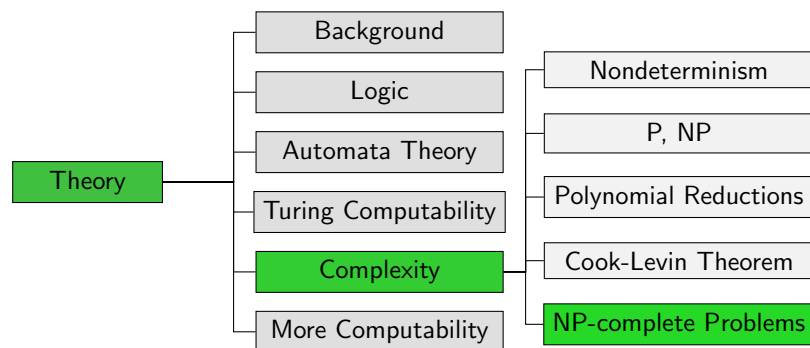 Theory
Background
Logic
Automata Theory
Turing Computability
Complexity
More Computability
Nondeterminism
P, NP
Polynomial Reductions
Cook-Levin Theorem
NP-complete Problems